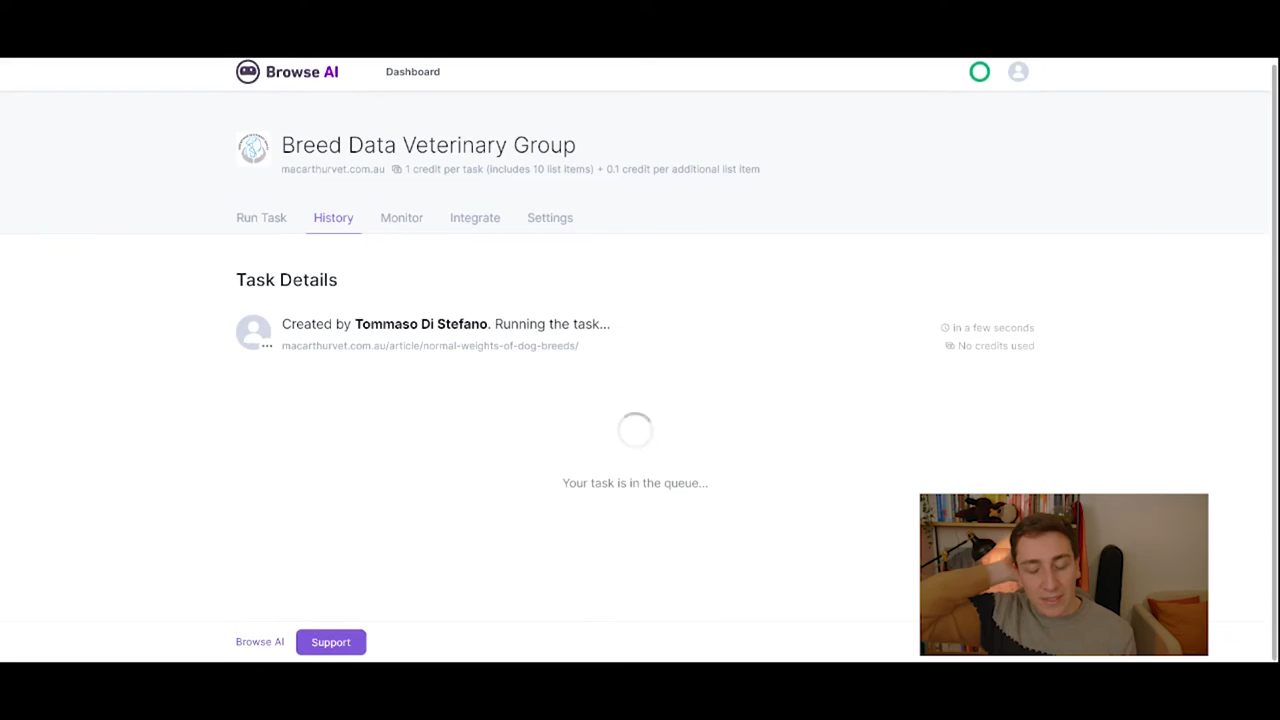 Browse AI
Dashboard
Breed Data Veterinary Group
macarthurvet.com.au 1 credit per task (includes 10 list items) + 0.1 credit per additional list item
Run Task History Monitor Integrate Settings
Task Details
Created by Tommaso Di Stefano. Running the task...
in a few seconds
macarthurvet.com.au/article/normal-weights-of-dog-breeds/
No credits used
Your task is in the queue...
Browse AI
Support